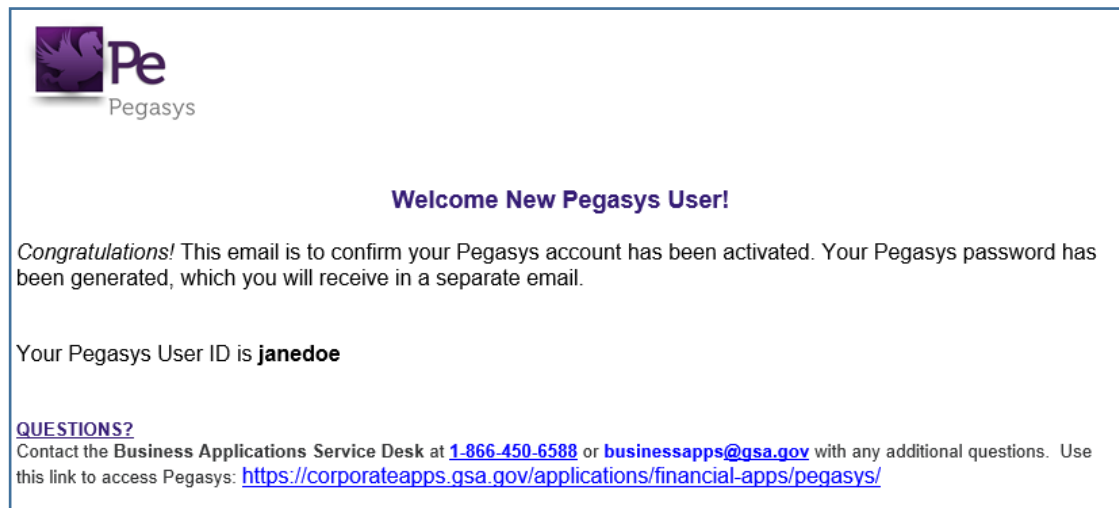 Pe
Pegasys
Welcome New Pegasys User!
Congratulations! This email is to confirm your Pegasys account has been activated. Your Pegasys password has
been generated, which you will receive in a separate email.
Your Pegasys User ID is janedoe
QUESTIONS?
Contact the Business Applications Service Desk at 1-866-450-6588 or businessapps@gsa.gov with any additional questions.  Use
this link to access Pegasys: https://corporateapps.gsa.gov/applications/financial-apps/pegasys/